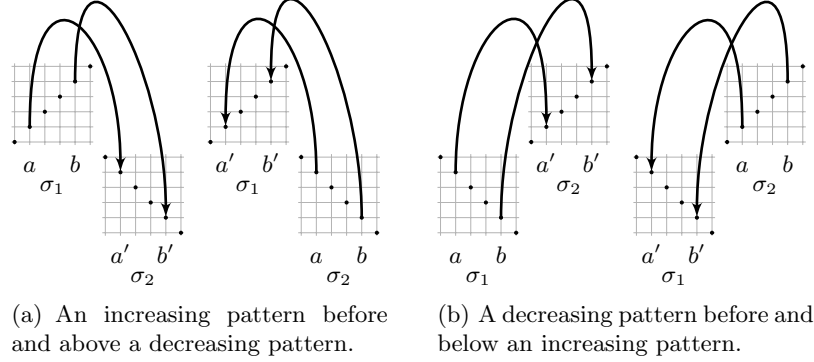 a b
σ₁
a′ b′
σ₂
a′ b′
σ₁
a b
σ₂
a b
σ₁
a′ b′
σ₂
a′ b′
σ₁
a b
σ₂
(a) An increasing pattern before
and above a decreasing pattern.
(b) A decreasing pattern before and
below an increasing pattern.